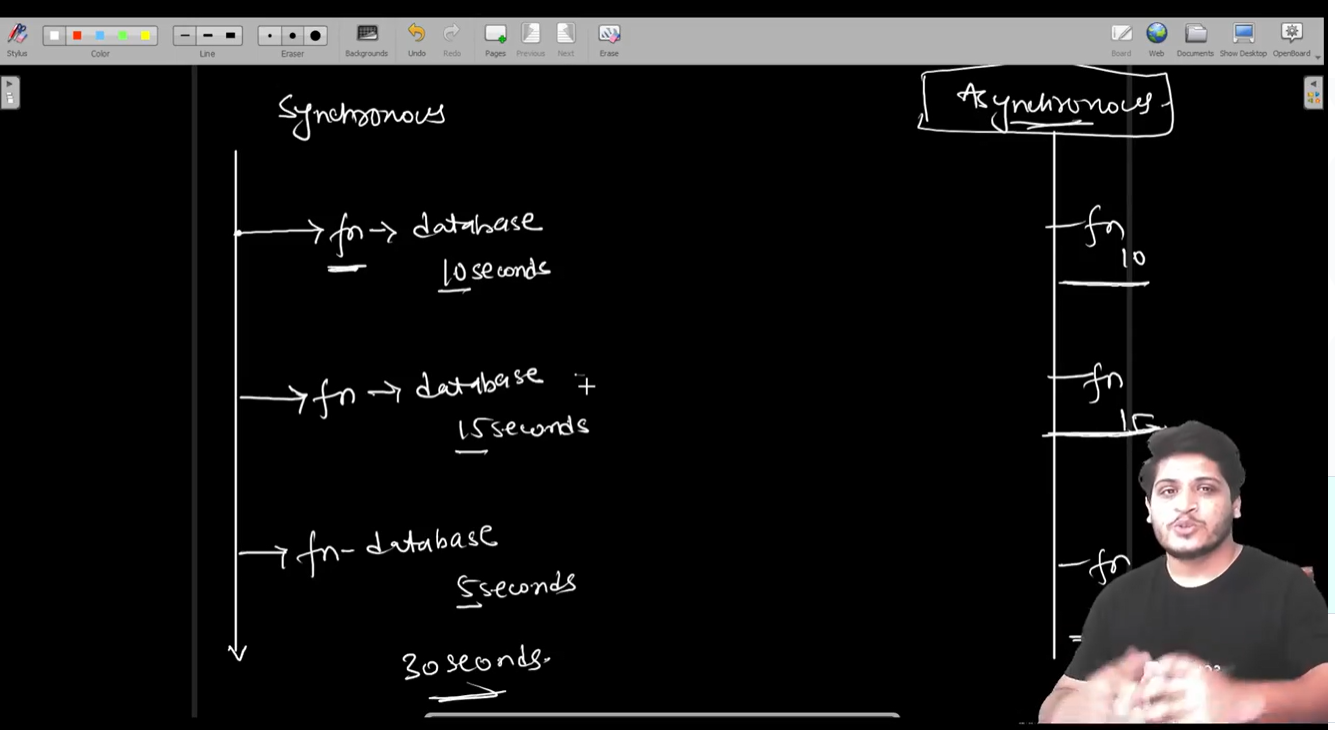 Stylus
Color
Line
Eraser
Backgrounds
Undo
Redo
Pages
Previous
Next
Erase
Board
Web
Documents
Show Desktop
OpenBoard
Synchronous
fn → database
10 seconds
fn → database +
15 seconds
fn - database
5 seconds
30 seconds.
Asynchronous
fn
10
fn
15
fn